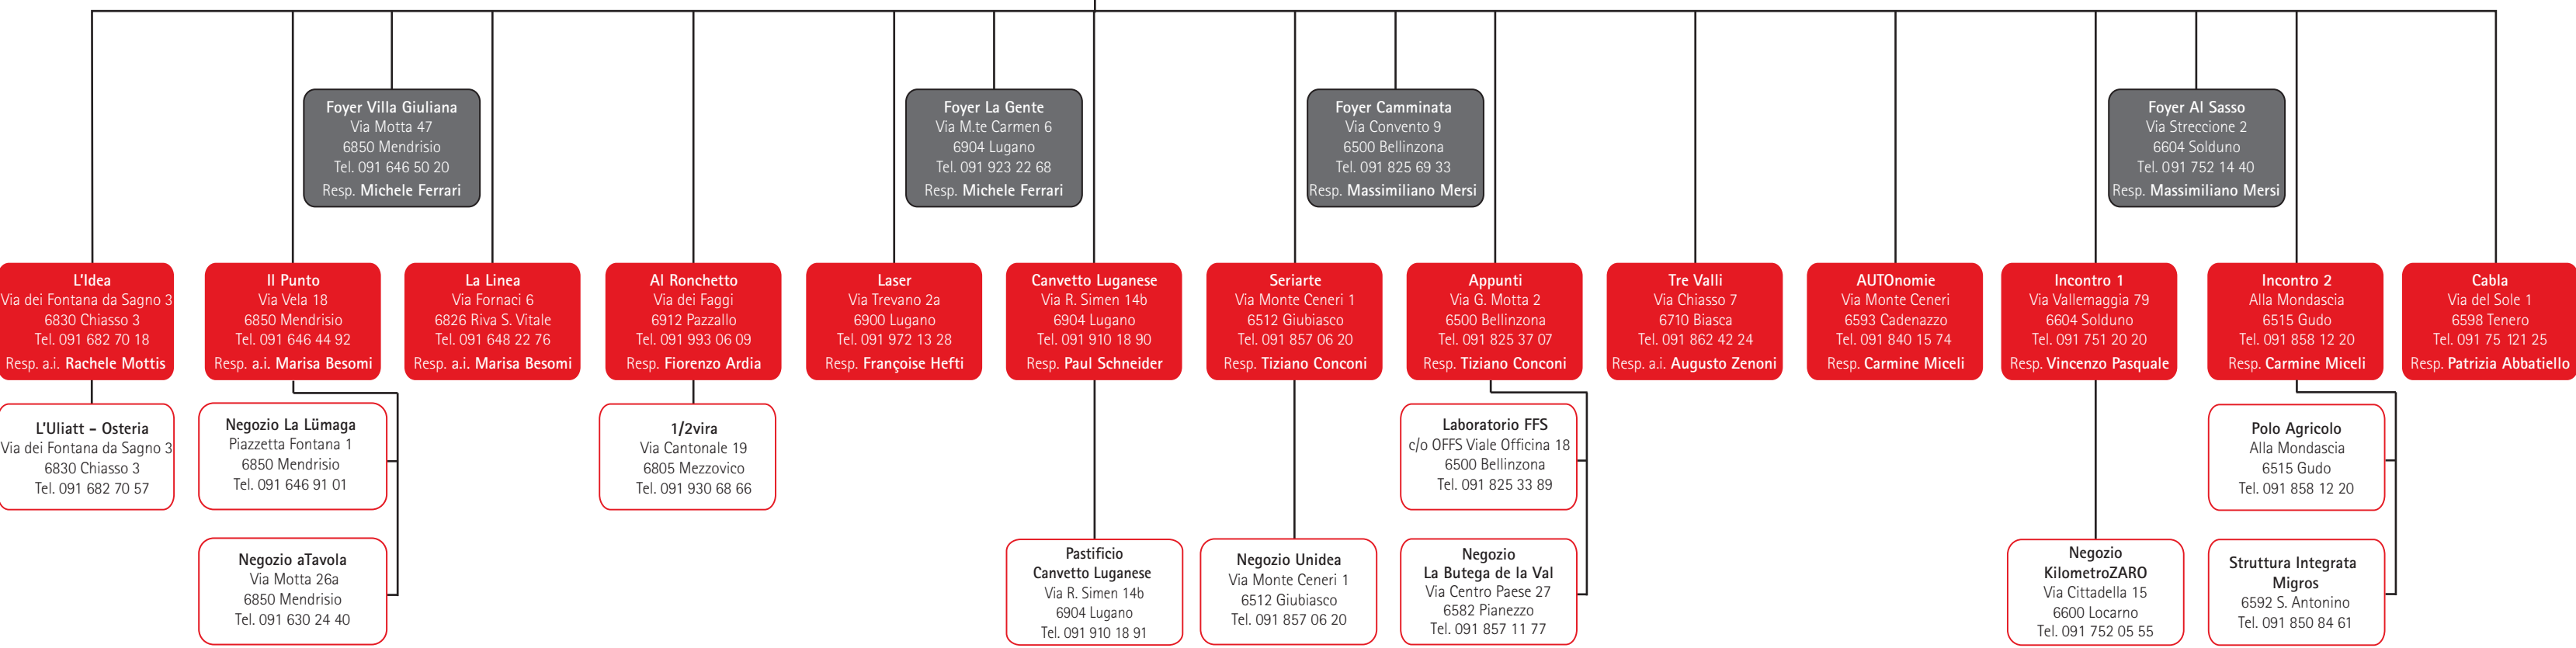 Foyer Villa Giuliana
Via Motta 47
6850 Mendrisio
Tel. 091 646 50 20
Resp. Michele Ferrari
Foyer La Gente
Via M.te Carmen 6
6904 Lugano
Tel. 091 923 22 68
Resp. Michele Ferrari
Foyer Camminata
Via Convento 9
6500 Bellinzona
Tel. 091 825 69 33
Resp. Massimiliano Mersi
Foyer Al Sasso
Via Streccione 2
6604 Solduno
Tel. 091 752 14 40
Resp. Massimiliano Mersi
L'Idea
Via dei Fontana da Sagno 3
6830 Chiasso 3
Tel. 091 682 70 18
Resp. a.i. Rachele Mottis
Il Punto
Via Vela 18
6850 Mendrisio
Tel. 091 646 44 92
Resp. a.i. Marisa Besomi
La Linea
Via Fornaci 6
6826 Riva S. Vitale
Tel. 091 648 22 76
Resp. a.i. Marisa Besomi
Al Ronchetto
Via dei Faggi
6912 Pazzallo
Tel. 091 993 06 09
Resp. Fiorenzo Ardia
Laser
Via Trevano 2a
6900 Lugano
Tel. 091 972 13 28
Resp. Françoise Hefti
Canvetto Luganese
Via R. Simen 14b
6904 Lugano
Tel. 091 910 18 90
Resp. Paul Schneider
Seriarte
Via Monte Ceneri 1
6512 Giubiasco
Tel. 091 857 06 20
Resp. Tiziano Conconi
Appunti
Via G. Motta 2
6500 Bellinzona
Tel. 091 825 37 07
Resp. Tiziano Conconi
Tre Valli
Via Chiasso 7
6710 Biasca
Tel. 091 862 42 24
Resp. a.i. Augusto Zenoni
AUTOnomie
Via Monte Ceneri
6593 Cadenazzo
Tel. 091 840 15 74
Resp. Carmine Miceli
Incontro 1
Via Vallemaggia 79
6604 Solduno
Tel. 091 751 20 20
Resp. Vincenzo Pasquale
Incontro 2
Alla Mondascia
6515 Gudo
Tel. 091 858 12 20
Resp. Carmine Miceli
Cabla
Via del Sole 1
6598 Tenero
Tel. 091 75 121 25
Resp. Patrizia Abbatiello
L'Uliatt - Osteria
Via dei Fontana da Sagno 3
6830 Chiasso 3
Tel. 091 682 70 57
Negozio La Lümaga
Piazzetta Fontana 1
6850 Mendrisio
Tel. 091 646 91 01
1/2vira
Via Cantonale 19
6805 Mezzovico
Tel. 091 930 68 66
Laboratorio FFS
c/o OFFS Viale Officina 18
6500 Bellinzona
Tel. 091 825 33 89
Polo Agricolo
Alla Mondascia
6515 Gudo
Tel. 091 858 12 20
Negozio aTavola
Via Motta 26a
6850 Mendrisio
Tel. 091 630 24 40
Pastificio
Canvetto Luganese
Via R. Simen 14b
6904 Lugano
Tel. 091 910 18 91
Negozio Unidea
Via Monte Ceneri 1
6512 Giubiasco
Tel. 091 857 06 20
Negozio
La Butega de la Val
Via Centro Paese 27
6582 Pianezzo
Tel. 091 857 11 77
Negozio
KilometroZARO
Via Cittadella 15
6600 Locarno
Tel. 091 752 05 55
Struttura Integrata
Migros
6592 S. Antonino
Tel. 091 850 84 61